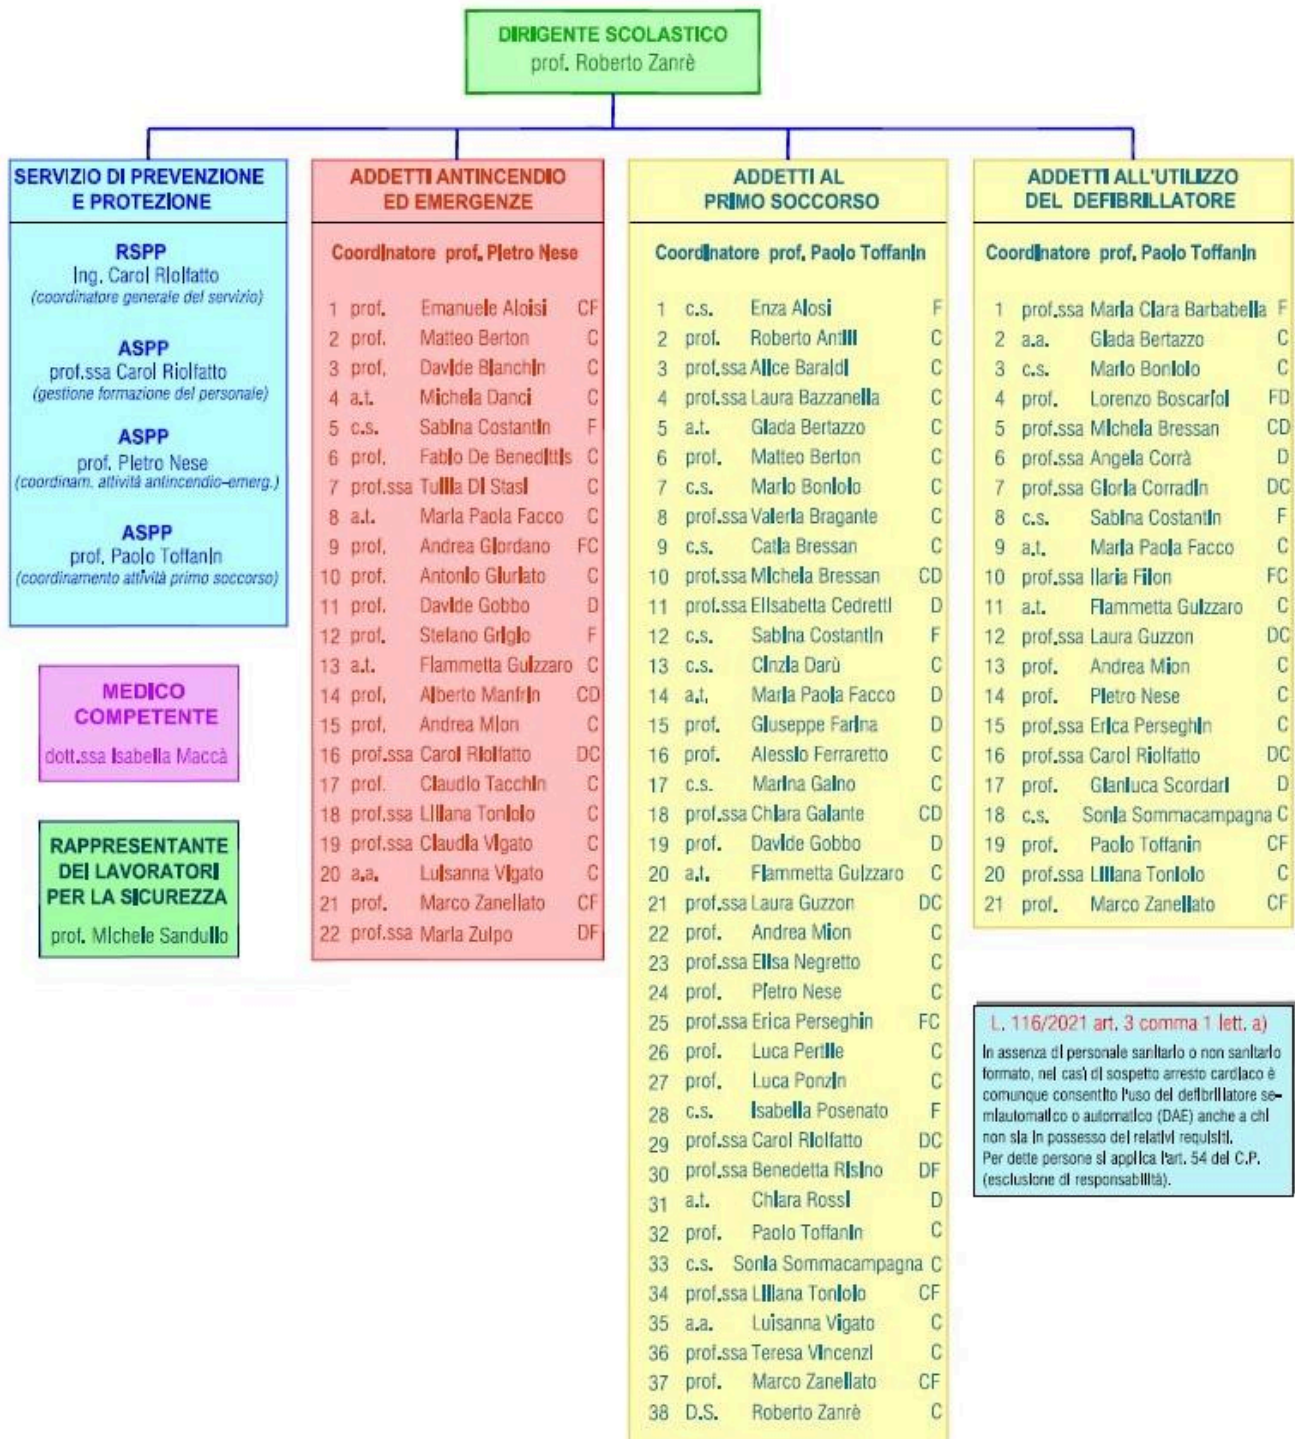 DIRIGENTE SCOLASTICO
prof. Roberto Zanrè
SERVIZIO DI PREVENZIONE
E PROTEZIONE
RSPP
Ing. Carol Riolfatto
(coordinatore generale del servizio)
ASPP
prof.ssa Carol Riolfatto
(gestione formazione del personale)
ASPP
prof. Pietro Nese
(coordinam. attività antincendio-emerg.)
ASPP
prof. Paolo Toffanin
(coordinamento attività primo soccorso)
MEDICO
COMPETENTE
dott.ssa Isabella Maccà
RAPPRESENTANTE
DEI LAVORATORI
PER LA SICUREZZA
prof. Michele Sandullo
ADDETTI ANTINCENDIO
ED EMERGENZE
Coordinatore prof. Pietro Nese
1 prof. Emanuele Aloisi CF
2 prof. Matteo Berton C
3 prof. Davide Bianchin C
4 a.t. Michela Danci C
5 c.s. Sabina Costantin F
6 prof. Fabio De Benedittis C
7 prof.ssa Tullia Di Stasi C
8 a.t. Maria Paola Facco C
9 prof. Andrea Giordano FC
10 prof. Antonio Giuriato C
11 prof. Davide Gobbo D
12 prof. Stefano Grigio F
13 a.t. Fiammetta Guizzaro C
14 prof. Alberto Manfrin CD
15 prof. Andrea Mion C
16 prof.ssa Carol Riolfatto DC
17 prof. Claudio Tacchin C
18 prof.ssa Liliana Toniolo C
19 prof.ssa Claudia Vigato C
20 a.a. Luisanna Vigato C
21 prof. Marco Zanellato CF
22 prof.ssa Maria Zulpo DF
ADDETTI AL
PRIMO SOCCORSO
Coordinatore prof. Paolo Toffanin
1 c.s. Enza Alosi F
2 prof. Roberto Antilli C
3 prof.ssa Alice Baraldi C
4 prof.ssa Laura Bazzanella C
5 a.t. Giada Bertazzo C
6 prof. Matteo Berton C
7 c.s. Mario Boniolo C
8 prof.ssa Valeria Bragante C
9 c.s. Catia Bressan C
10 prof.ssa Michela Bressan CD
11 prof.ssa Elisabetta Cedretti D
12 c.s. Sabina Costantin F
13 c.s. Cinzia Darù C
14 a.t. Maria Paola Facco D
15 prof. Giuseppe Farina D
16 prof. Alessio Ferraretto C
17 c.s. Marina Gaino C
18 prof.ssa Chiara Galante CD
19 prof. Davide Gobbo D
20 a.t. Fiammetta Guizzaro C
21 prof.ssa Laura Guzzon DC
22 prof. Andrea Mion C
23 prof.ssa Elisa Negretto C
24 prof. Pietro Nese C
25 prof.ssa Erica Perseghin FC
26 prof. Luca Pertile C
27 prof. Luca Ponzin C
28 c.s. Isabella Posenato F
29 prof.ssa Carol Riolfatto DC
30 prof.ssa Benedetta Risino DF
31 a.t. Chiara Rossi D
32 prof. Paolo Toffanin C
33 c.s. Sonia Sommacampagna C
34 prof.ssa Liliana Toniolo CF
35 a.a. Luisanna Vigato C
36 prof.ssa Teresa Vincenzi C
37 prof. Marco Zanellato CF
38 D.S. Roberto Zanrè C
ADDETTI ALL'UTILIZZO
DEL DEFIBRILLATORE
Coordinatore prof. Paolo Toffanin
1 prof.ssa Maria Clara Barbabella F
2 a.a. Giada Bertazzo C
3 c.s. Mario Boniolo C
4 prof. Lorenzo Boscariol FD
5 prof.ssa Michela Bressan CD
6 prof.ssa Angela Corrà D
7 prof.ssa Gloria Corradin DC
8 c.s. Sabina Costantin F
9 a.t. Maria Paola Facco C
10 prof.ssa Ilaria Filon FC
11 a.t. Fiammetta Guizzaro C
12 prof.ssa Laura Guzzon DC
13 prof. Andrea Mion C
14 prof. Pietro Nese C
15 prof.ssa Erica Perseghin C
16 prof.ssa Carol Riolfatto DC
17 prof. Gianluca Scordari D
18 c.s. Sonia Sommacampagna C
19 prof. Paolo Toffanin CF
20 prof.ssa Liliana Toniolo C
21 prof. Marco Zanellato CF
L. 116/2021 art. 3 comma 1 lett. a)
In assenza di personale sanitario o non sanitario
formato, nei casi di sospetto arresto cardiaco è
comunque consentito l'uso del defibrillatore se-
miautomatico o automatico (DAE) anche a chi
non sia in possesso dei relativi requisiti.
Per dette persone si applica l'art. 54 del C.P.
(esclusione di responsabilità).